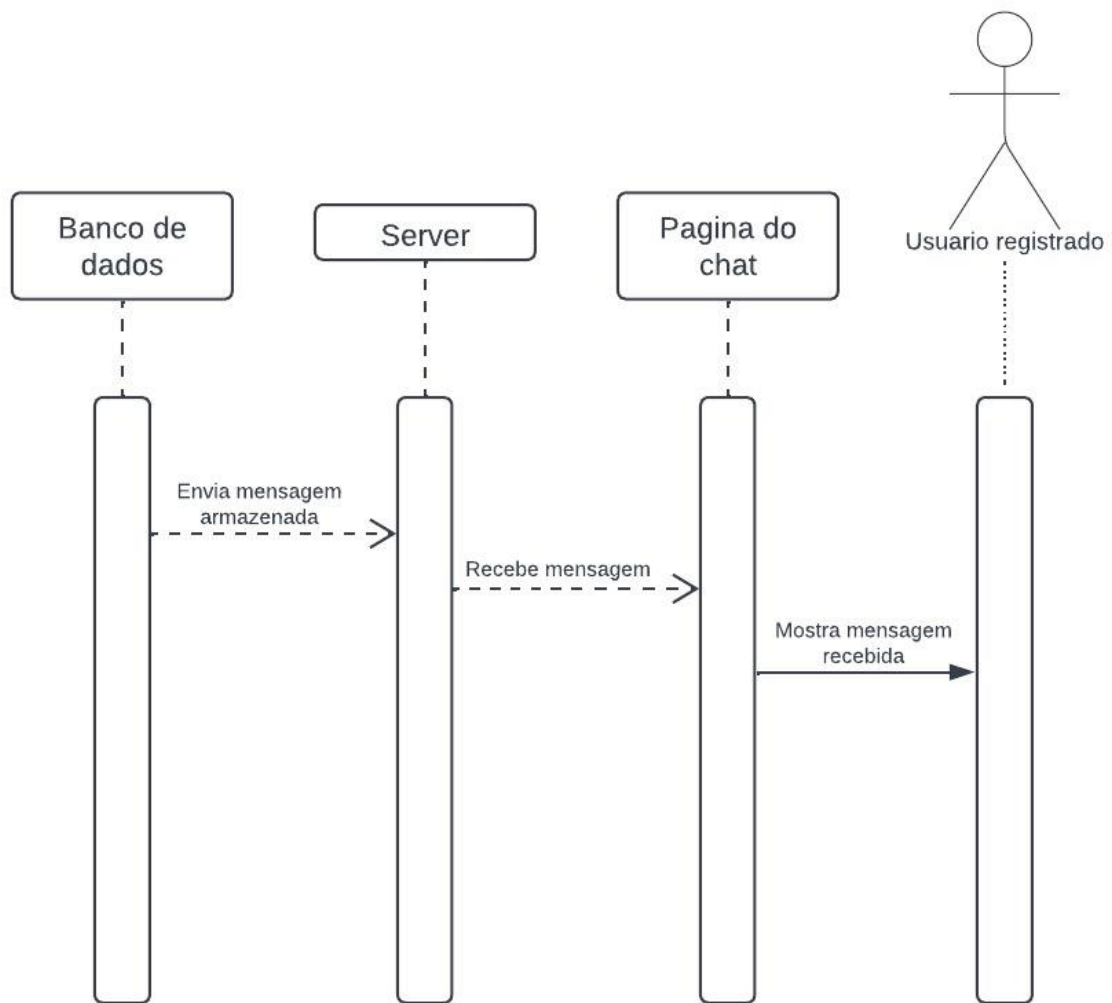 Banco de
dados
Server
Pagina do
chat
Usuario registrado
Envia mensagem
armazenada
Recebe mensagem
Mostra mensagem
recebida